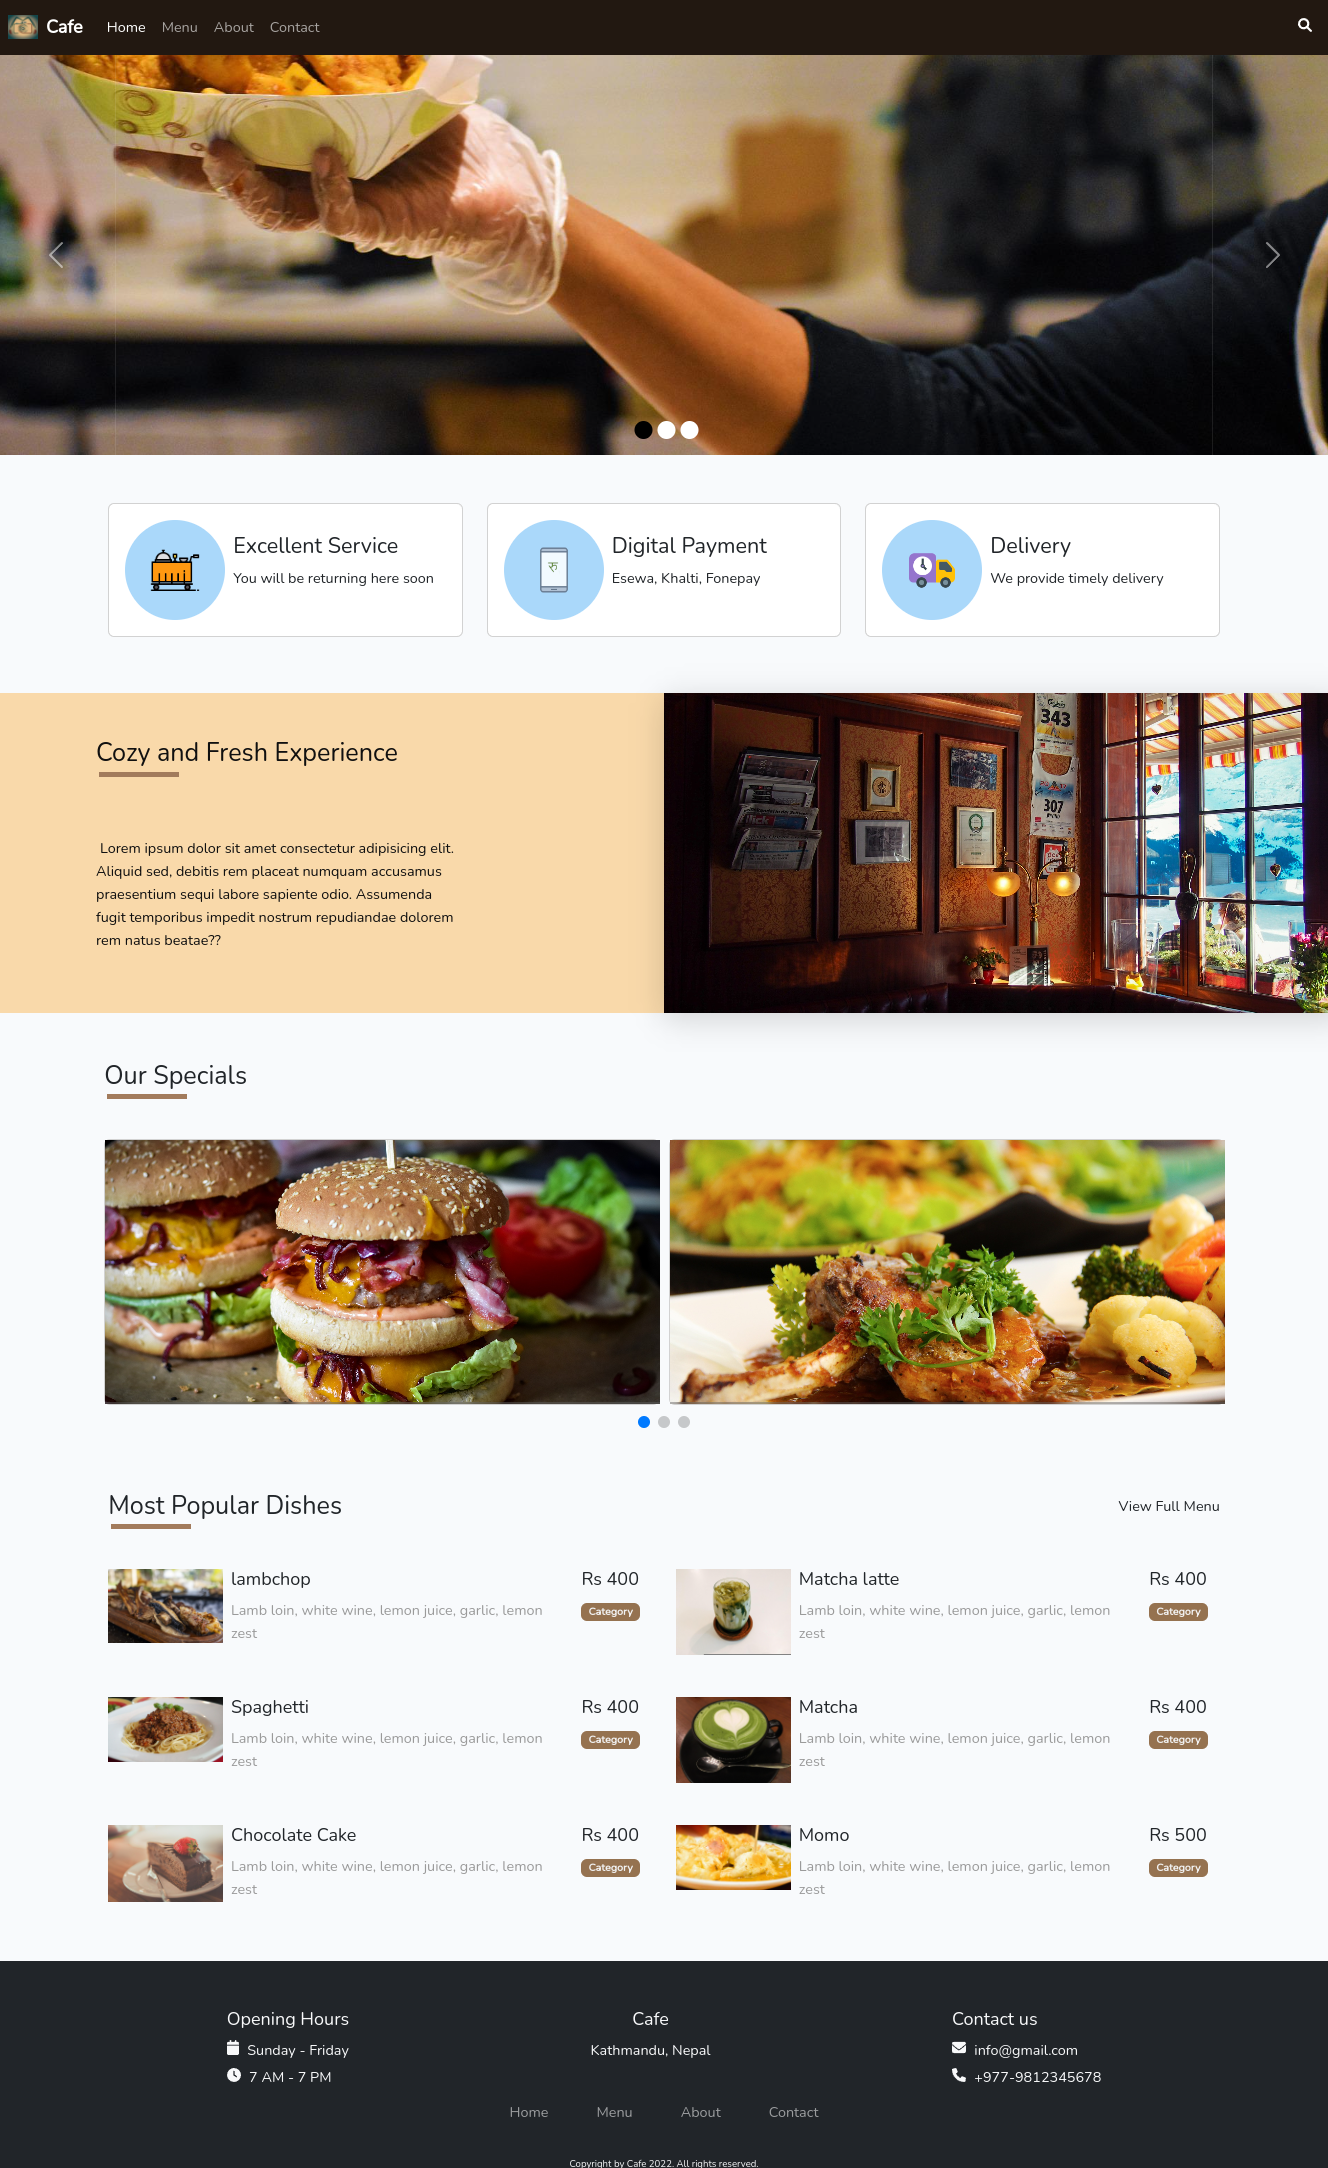 Cafe Home Menu About Contact
Excellent Service
You will be returning here soon
रु
Digital Payment
Esewa, Khalti, Fonepay
Delivery
We provide timely delivery
Cozy and Fresh Experience
Lorem ipsum dolor sit amet consectetur adipisicing elit.
Aliquid sed, debitis rem placeat numquam accusamus
praesentium sequi labore sapiente odio. Assumenda
fugit temporibus impedit nostrum repudiandae dolorem
rem natus beatae??
343
307
Our Specials
Most Popular Dishes
View Full Menu
lambchop Rs 400
Lamb loin, white wine, lemon juice, garlic, lemon Category
zest
Matcha latte Rs 400
Lamb loin, white wine, lemon juice, garlic, lemon Category
zest
Spaghetti Rs 400
Lamb loin, white wine, lemon juice, garlic, lemon Category
zest
Matcha Rs 400
Lamb loin, white wine, lemon juice, garlic, lemon Category
zest
Chocolate Cake Rs 400
Lamb loin, white wine, lemon juice, garlic, lemon Category
zest
Momo Rs 500
Lamb loin, white wine, lemon juice, garlic, lemon Category
zest
Opening Hours
Sunday - Friday
7 AM - 7 PM
Cafe
Kathmandu, Nepal
Contact us
info@gmail.com
+977-9812345678
Home Menu About Contact
Copyright by Cafe 2022. All rights reserved.